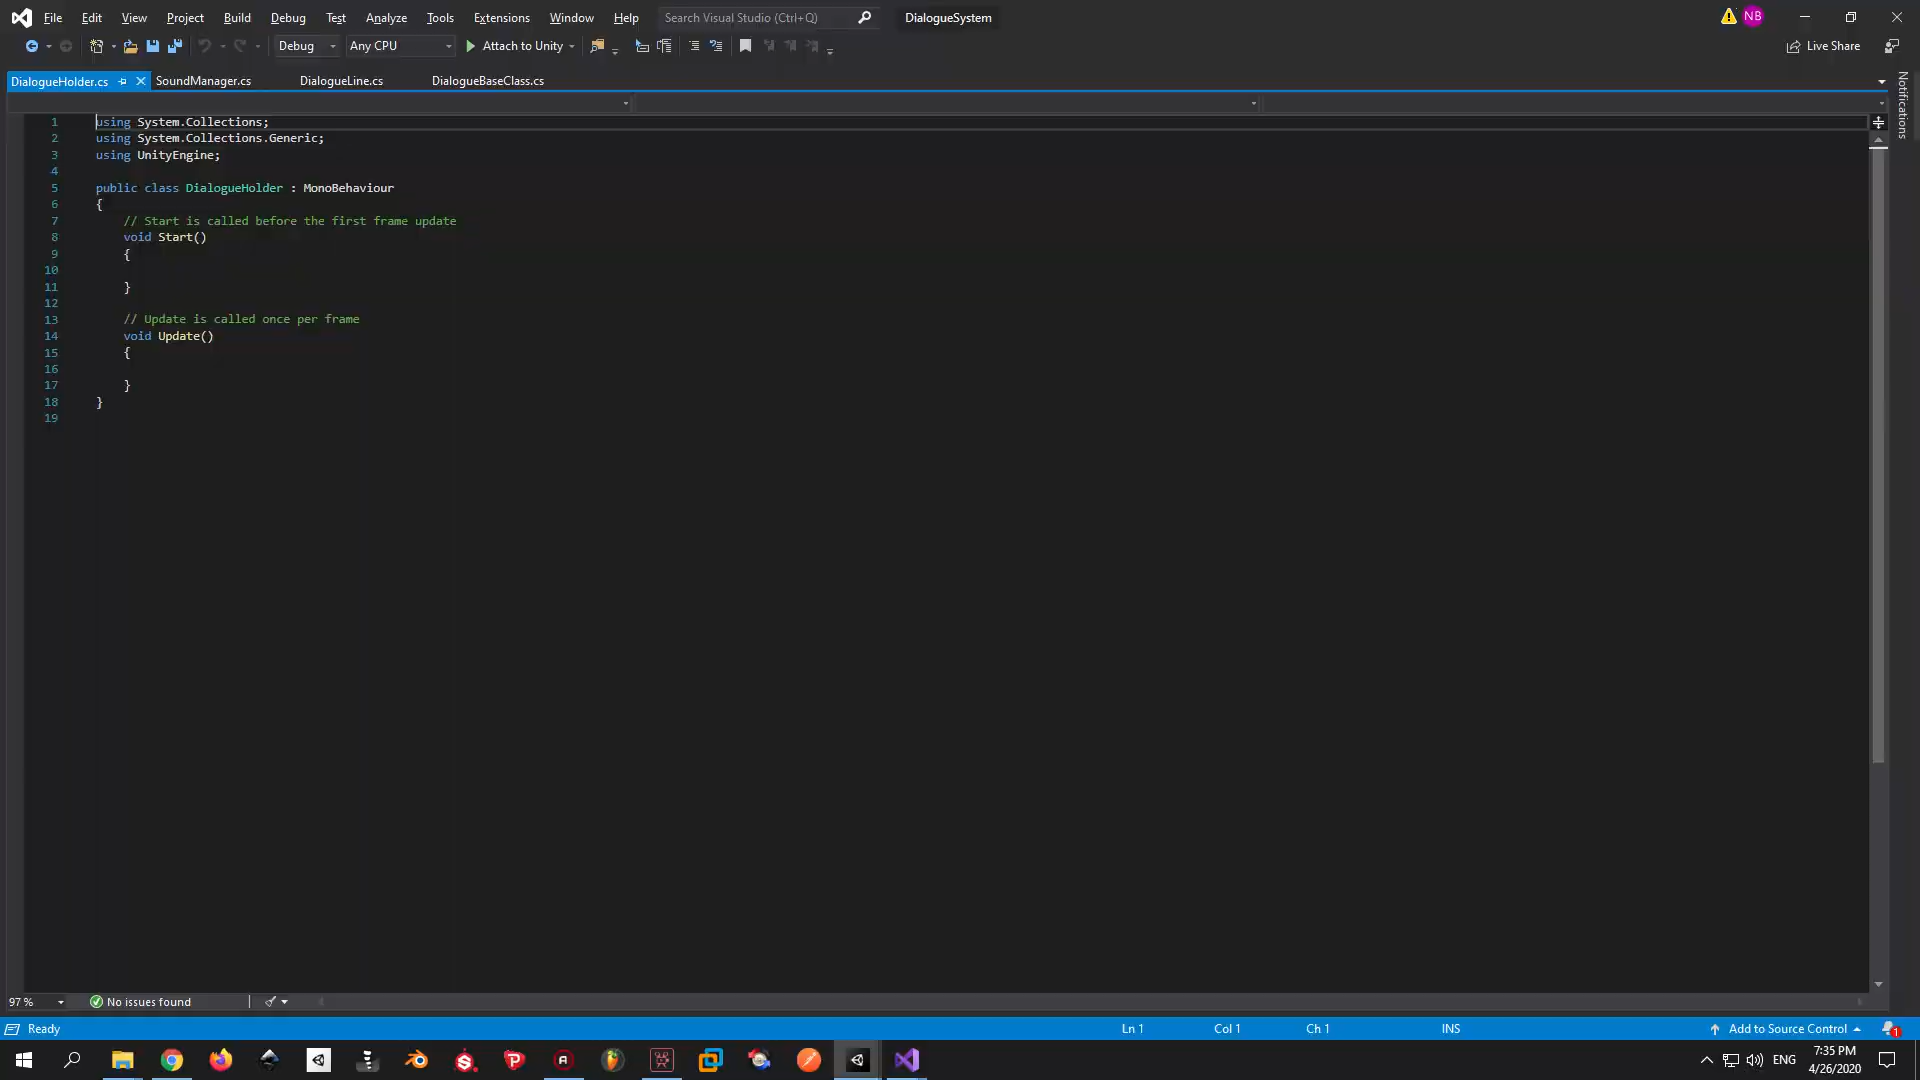 File Edit View Project Build Debug Test Analyze Tools Extensions Window Help Search Visual Studio (Ctrl+Q) DialogueSystem NB
Debug Any CPU Attach to Unity Live Share
DialogueHolder.cs SoundManager.cs DialogueLine.cs DialogueBaseClass.cs
Notifications
1 using System.Collections;
2 using System.Collections.Generic;
3 using UnityEngine;
4
5 public class DialogueHolder : MonoBehaviour
6 {
7 // Start is called before the first frame update
8 void Start()
9 {
10
11 }
12
13 // Update is called once per frame
14 void Update()
15 {
16
17 }
18 }
19
97 % No issues found
Ready Ln 1 Col 1 Ch 1 INS Add to Source Control 1
ENG 7:35 PM
4/26/2020